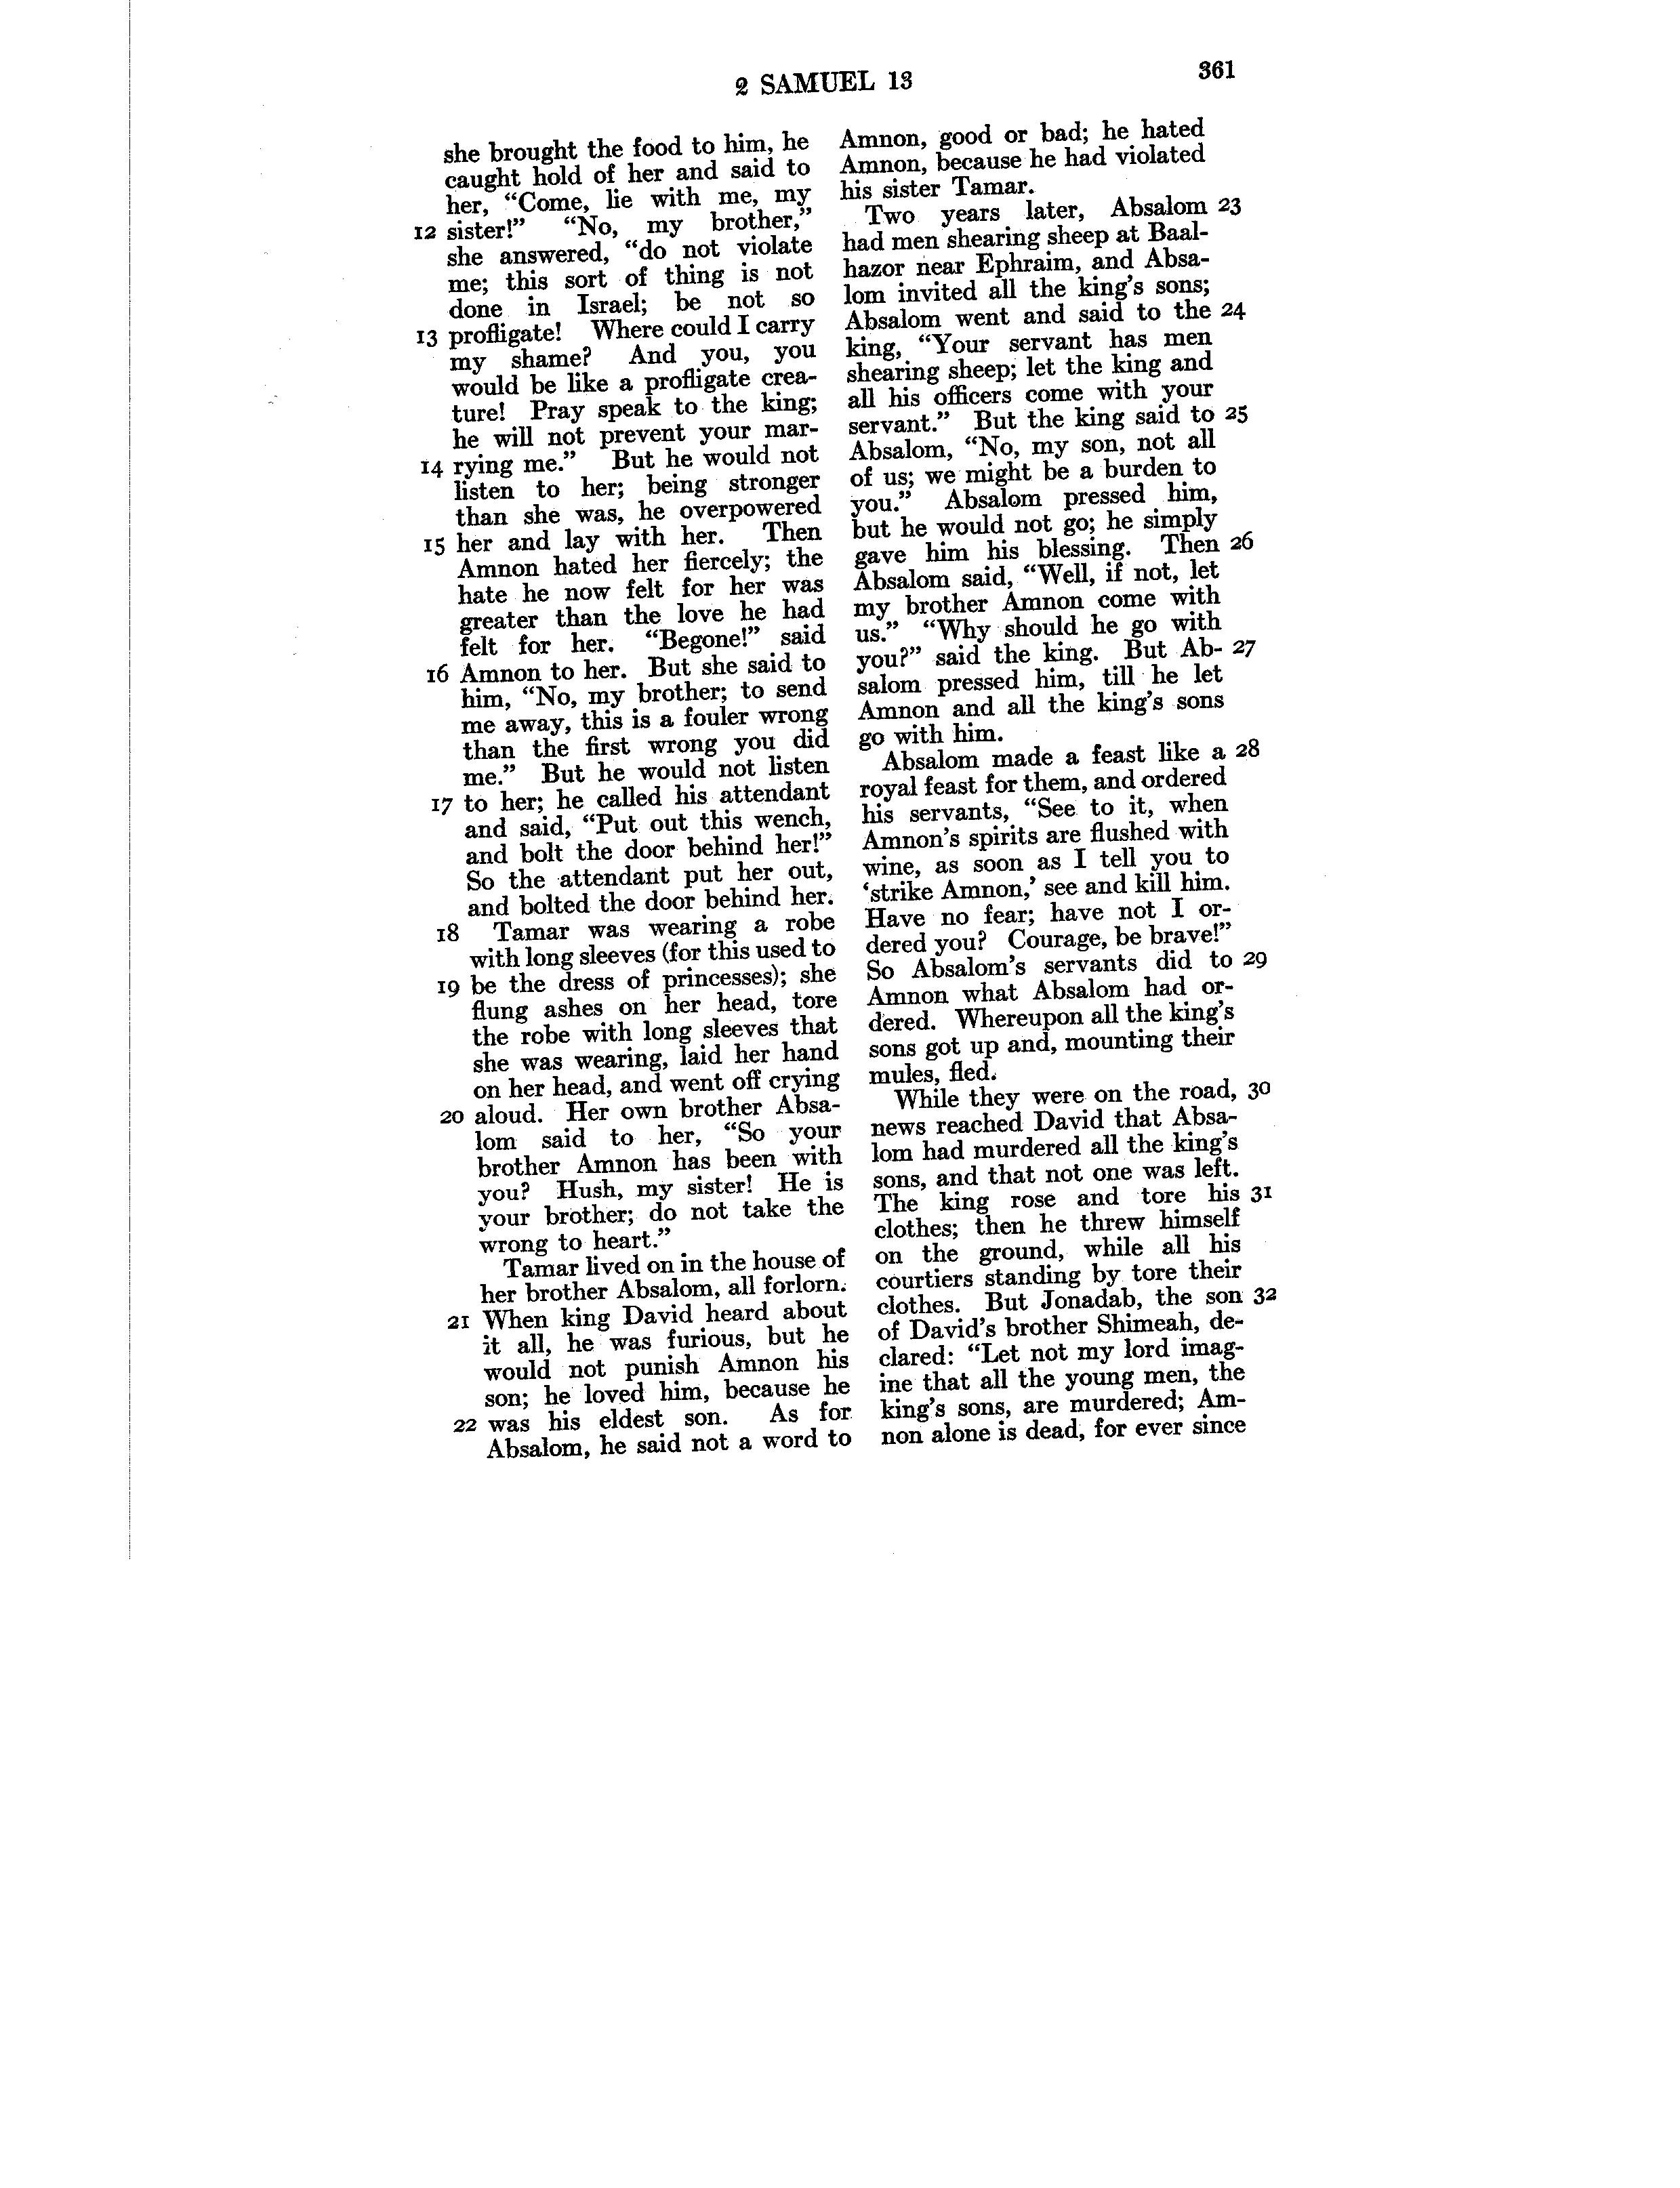 2 SAMUEL 13
361
she brought the food to him, he
caught hold of her and said to
her, “Come, lie with me, my
12 sister!” “No, my brother,”
she answered, “do not violate
me; this sort of thing is not
done in Israel; be not so
13 profligate! Where could I carry
my shame? And you, you
would be like a profligate crea-
ture! Pray speak to the king;
he will not prevent your mar-
14 rying me.” But he would not
listen to her; being stronger
than she was, he overpowered
15 her and lay with her. Then
Amnon hated her fiercely; the
hate he now felt for her was
greater than the love he had
felt for her. “Begone!” said
16 Amnon to her. But she said to
him, “No, my brother; to send
me away, this is a fouler wrong
than the first wrong you did
me.” But he would not listen
17 to her; he called his attendant
and said, “Put out this wench,
and bolt the door behind her!”
So the attendant put her out,
and bolted the door behind her.
18 Tamar was wearing a robe
with long sleeves (for this used to
19 be the dress of princesses); she
flung ashes on her head, tore
the robe with long sleeves that
she was wearing, laid her hand
on her head, and went off crying
20 aloud. Her own brother Absa-
lom said to her, “So your
brother Amnon has been with
you? Hush, my sister! He is
your brother; do not take the
wrong to heart.”
Tamar lived on in the house of
her brother Absalom, all forlorn.
21 When king David heard about
it all, he was furious, but he
would not punish Amnon his
son; he loved him, because he
22 was his eldest son. As for
Absalom, he said not a word to
Amnon, good or bad; he hated
Amnon, because he had violated
his sister Tamar.
Two years later, Absalom 23
had men shearing sheep at Baal-
hazor near Ephraim, and Absa-
lom invited all the king’s sons;
Absalom went and said to the 24
king, “Your servant has men
shearing sheep; let the king and
all his officers come with your
servant.” But the king said to 25
Absalom, “No, my son, not all
of us; we might be a burden to
you.” Absalom pressed him,
but he would not go; he simply
gave him his blessing. Then 26
Absalom said, “Well, if not, let
my brother Amnon come with
us.” “Why should he go with
you?” said the king. But Ab- 27
salom pressed him, till he let
Amnon and all the king’s sons
go with him.
Absalom made a feast like a 28
royal feast for them, and ordered
his servants, “See to it, when
Amnon’s spirits are flushed with
wine, as soon as I tell you to
‘strike Amnon,’ see and kill him.
Have no fear; have not I or-
dered you? Courage, be brave!”
So Absalom’s servants did to 29
Amnon what Absalom had or-
dered. Whereupon all the king’s
sons got up and, mounting their
mules, fled.
While they were on the road, 30
news reached David that Absa-
lom had murdered all the king’s
sons, and that not one was left.
The king rose and tore his 31
clothes; then he threw himself
on the ground, while all his
courtiers standing by tore their
clothes. But Jonadab, the son 32
of David’s brother Shimeah, de-
clared: “Let not my lord imag-
ine that all the young men, the
king’s sons, are murdered; Am-
non alone is dead, for ever since